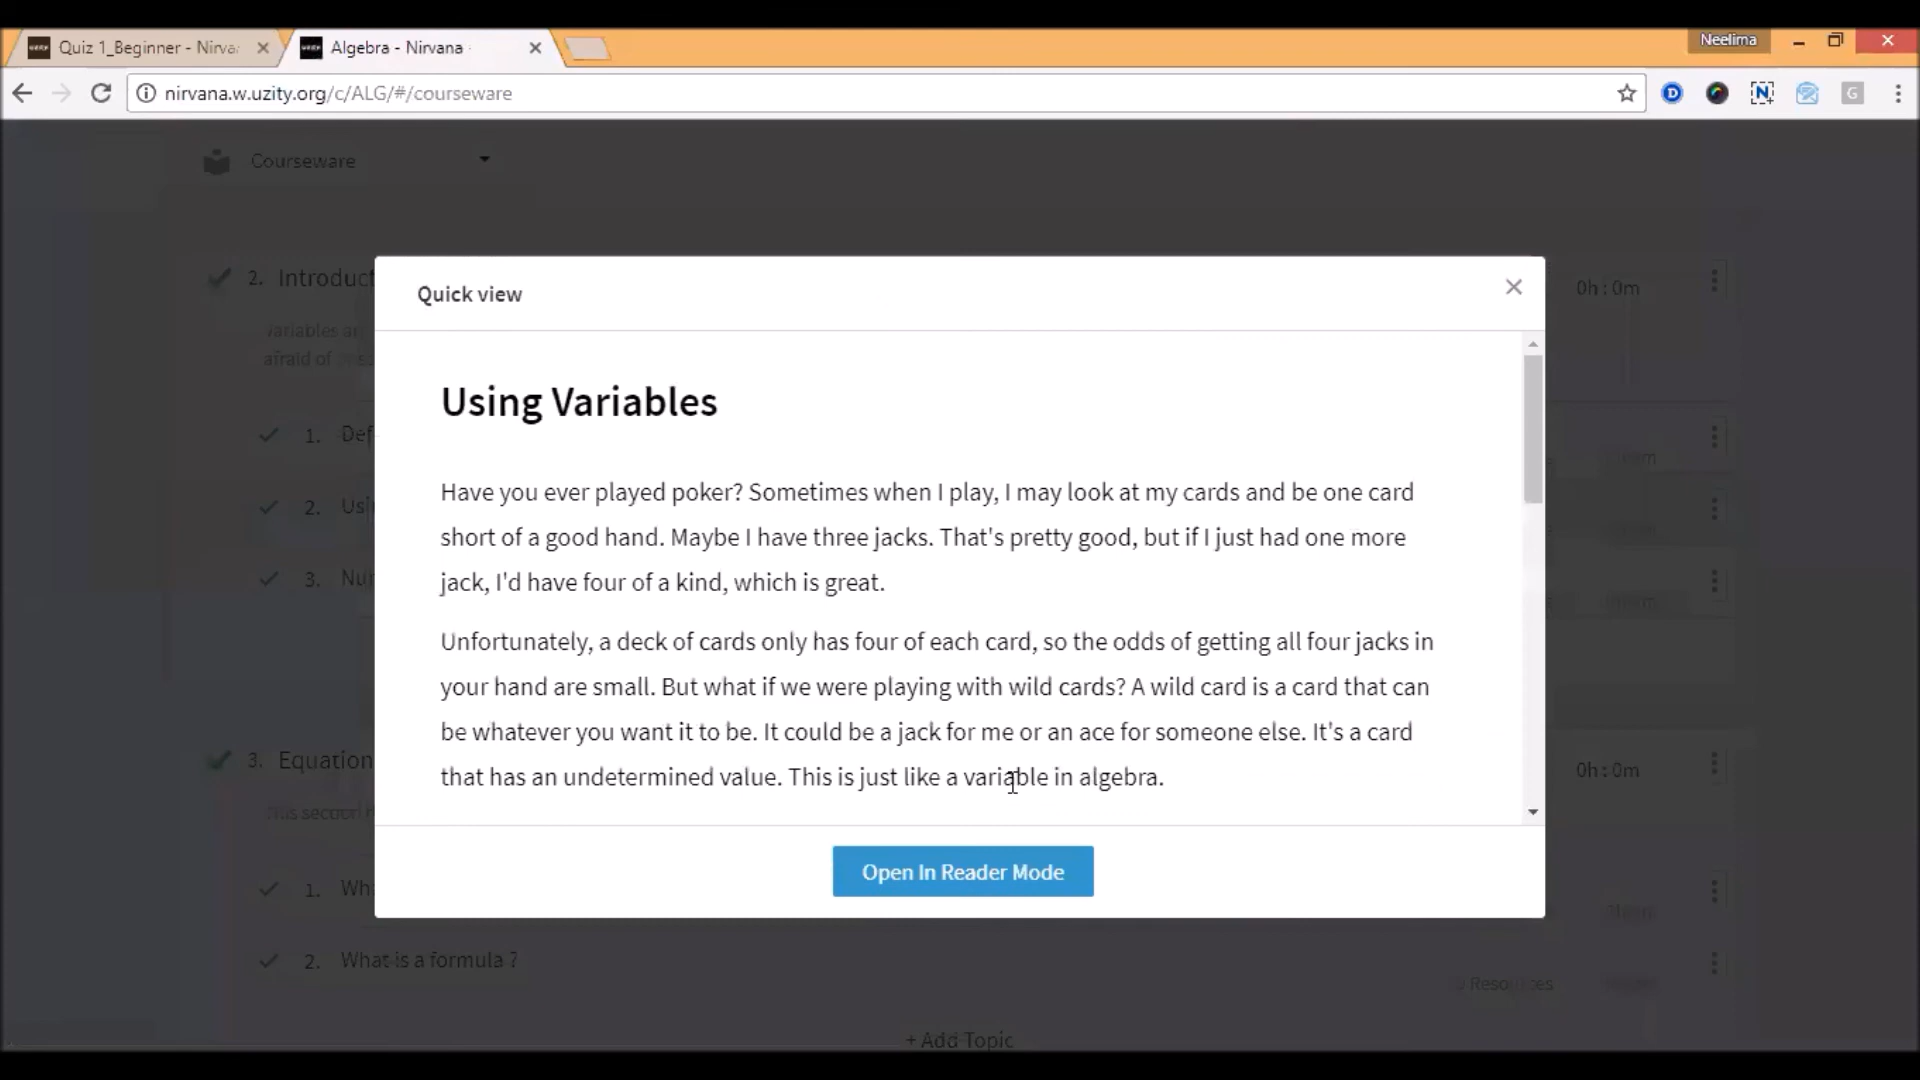 Quiz 1_Beginner - Nirva
Algebra - Nirvana
Neelima
nirvana.w.uzity.org/c/ALG/#/courseware
Courseware
2. Introduct
0h : 0m
Variables ar
afraid of
Quick view
Using Variables
Have you ever played poker? Sometimes when I play, I may look at my cards and be one card
short of a good hand. Maybe I have three jacks. That's pretty good, but if I just had one more
jack, I'd have four of a kind, which is great.
Unfortunately, a deck of cards only has four of each card, so the odds of getting all four jacks in
your hand are small. But what if we were playing with wild cards? A wild card is a card that can
be whatever you want it to be. It could be a jack for me or an ace for someone else. It's a card
that has an undetermined value. This is just like a variable in algebra.
Open In Reader Mode
1. Def
2. Usi
3. Nu
3. Equation
0h : 0m
1. Wh
2. What is a formula ?
Resources
+ Add Topic